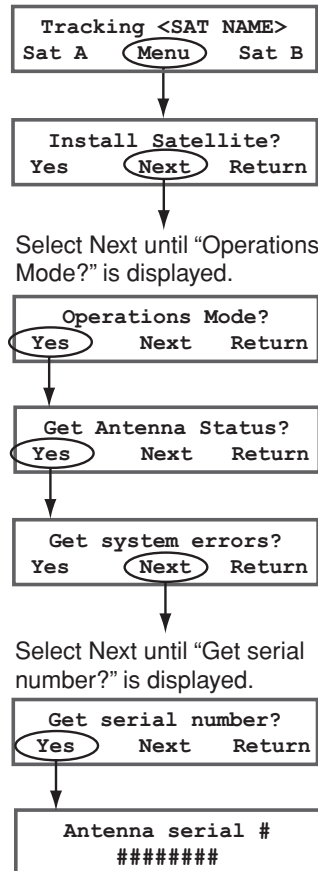 Tracking <SAT NAME>
Sat A Menu Sat B
Install Satellite?
Yes Next Return
Select Next until “Operations
Mode?” is displayed.
Operations Mode?
Yes Next Return
Get Antenna Status?
Yes Next Return
Get system errors?
Yes Next Return
Select Next until “Get serial
number?” is displayed.
Get serial number?
Yes Next Return
Antenna serial #
########